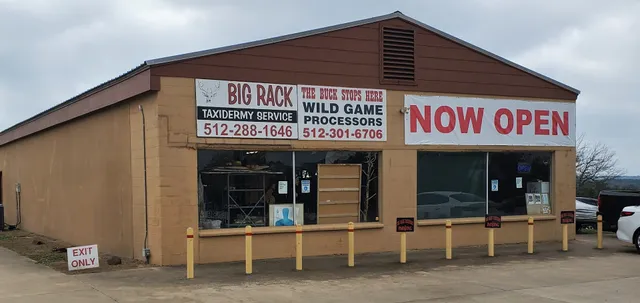 BIG RACK
TAXIDERMY SERVICE
512-288-1646
THE BUCK STOPS HERE
WILD GAME
PROCESSORS
512-301-6706
NOW OPEN
EXIT
ONLY